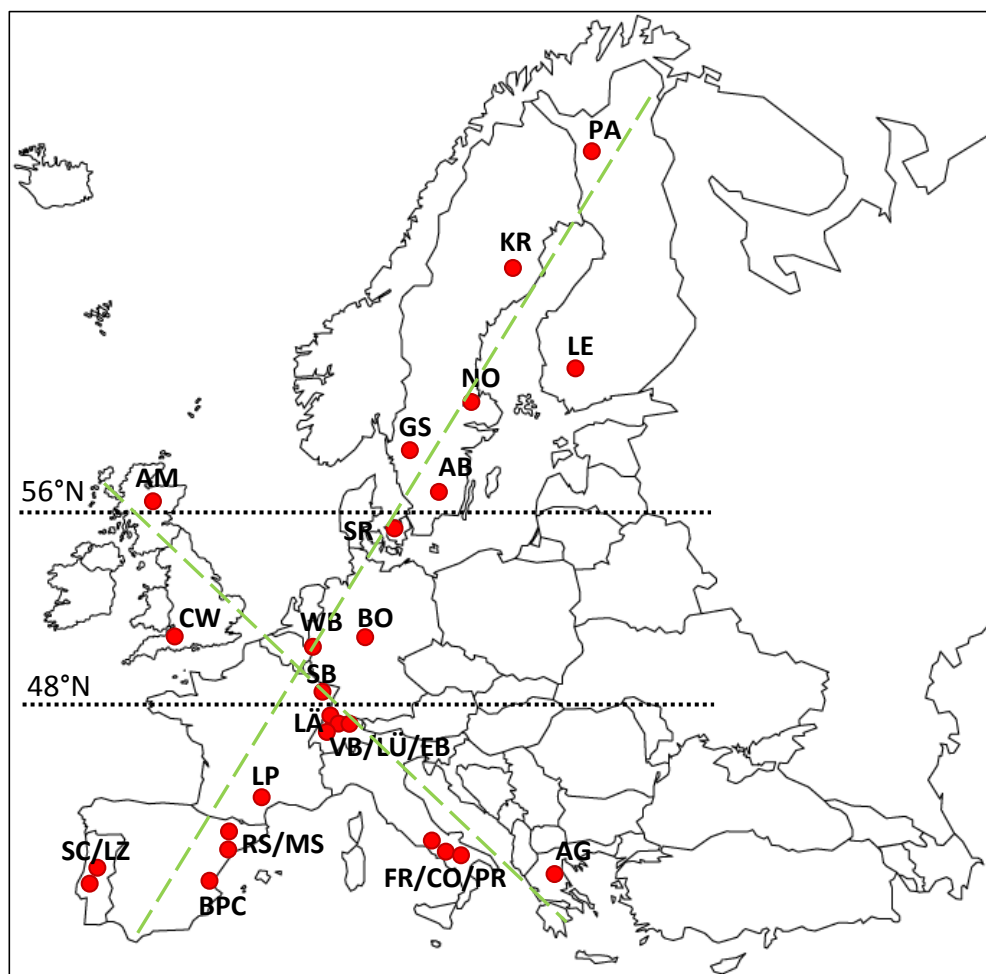 PA
KR
LE
NO
GS
AB
AM
56°N
SR
CW
WB
BO
SB
48°N
LÄ
VB/LÜ/EB
LP
RS/MS
SC/LZ
AG
FR/CO/PR
BPC